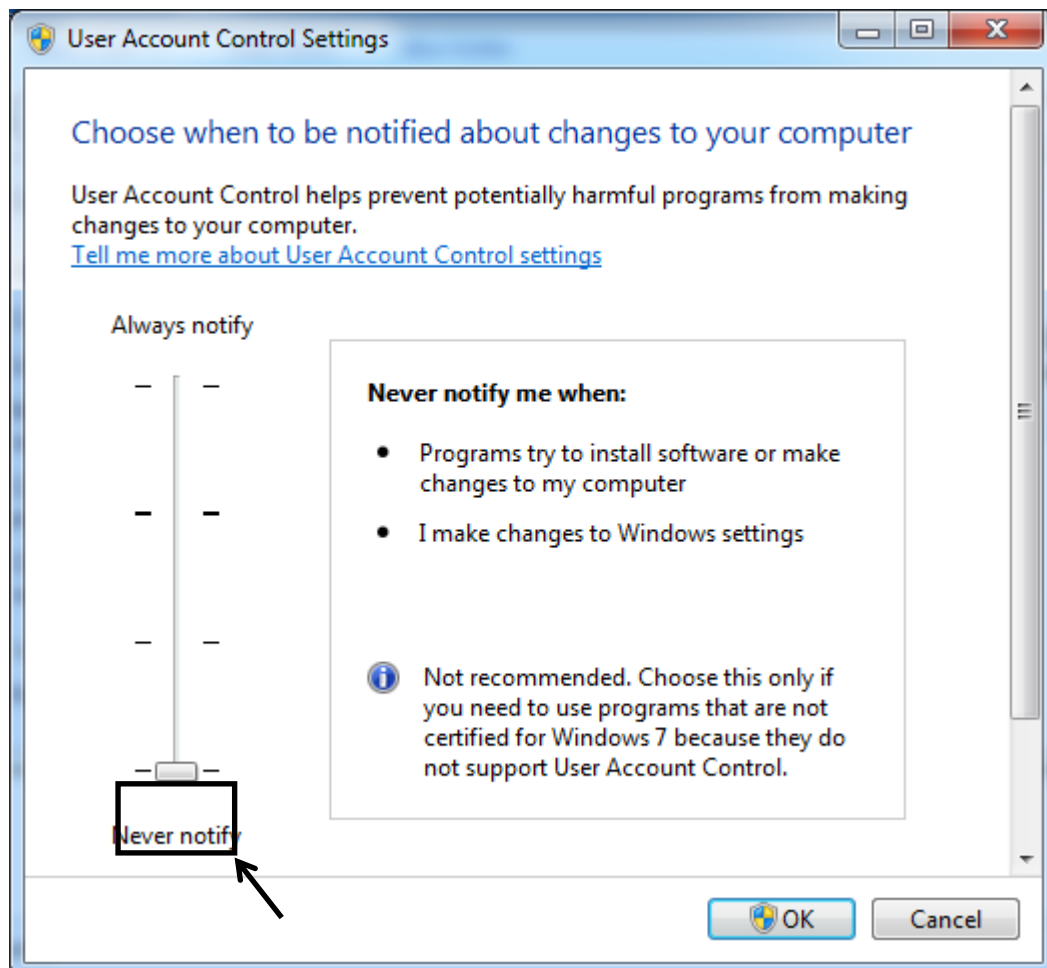 User Account Control Settings
Choose when to be notified about changes to your computer
User Account Control helps prevent potentially harmful programs from making
changes to your computer.
Tell me more about User Account Control settings
Always notify
Never notify me when:
Programs try to install software or make
changes to my computer
I make changes to Windows settings
Not recommended. Choose this only if
you need to use programs that are not
certified for Windows 7 because they do
not support User Account Control.
Never notify
OK
Cancel